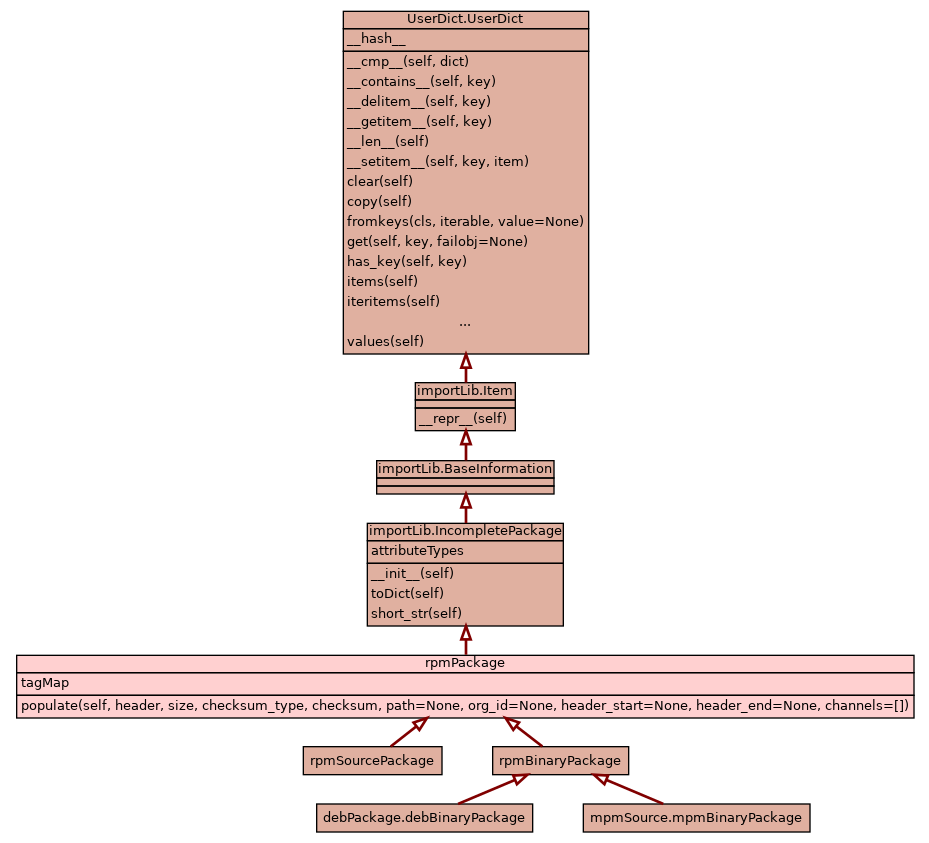 UserDict.UserDict
__hash__
__cmp__(self, dict)
__contains__(self, key)
__delitem__(self, key)
__getitem__(self, key)
__len__(self)
__setitem__(self, key, item)
clear(self)
copy(self)
fromkeys(cls, iterable, value=None)
get(self, key, failobj=None)
has_key(self, key)
items(self)
iteritems(self)
...
values(self)
importLib.Item
__repr__(self)
importLib.BaseInformation
importLib.IncompletePackage
attributeTypes
__init__(self)
toDict(self)
short_str(self)
rpmPackage
tagMap
populate(self, header, size, checksum_type, checksum, path=None, org_id=None, header_start=None, header_end=None, channels=[])
rpmSourcePackage
rpmBinaryPackage
debPackage.debBinaryPackage
mpmSource.mpmBinaryPackage